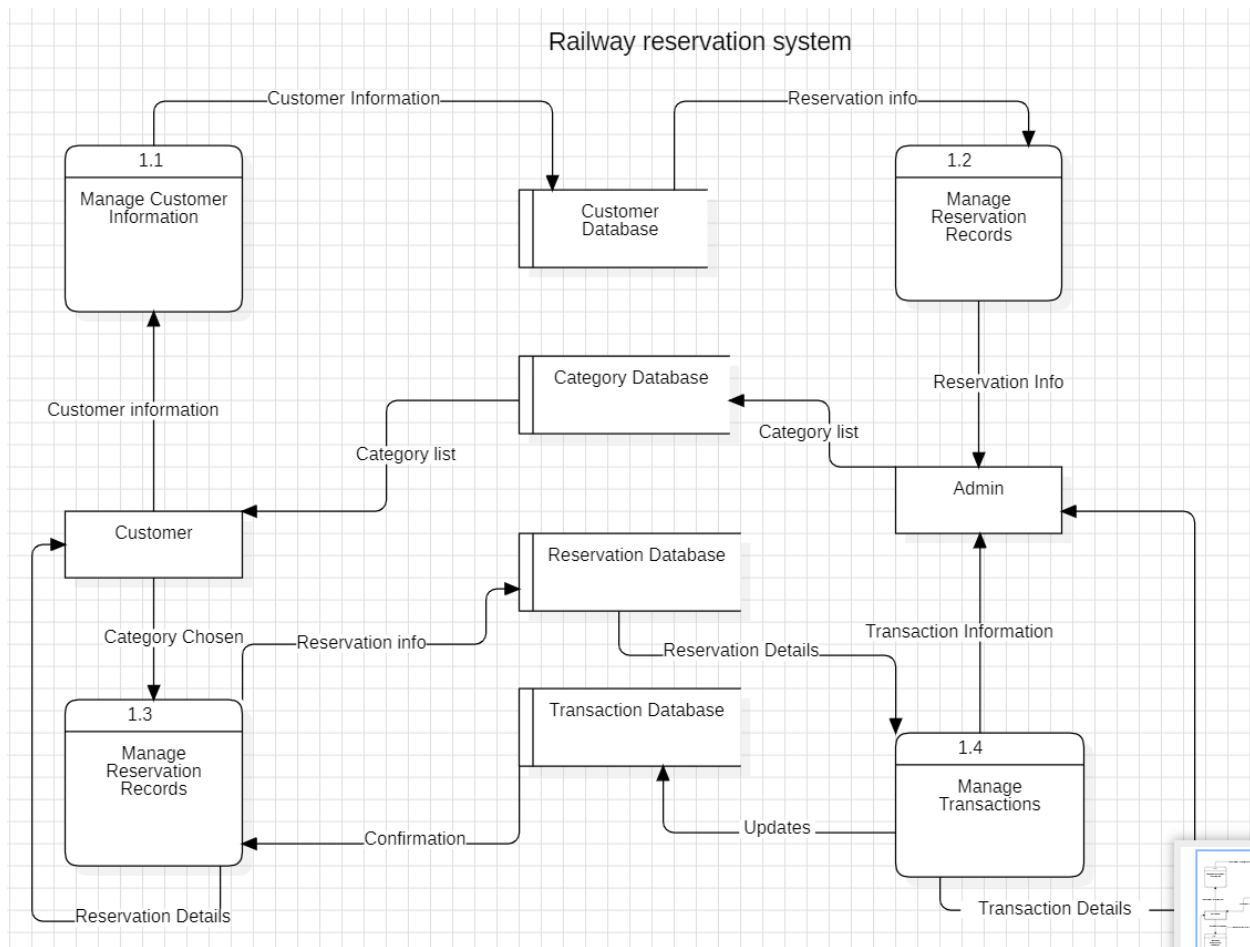 Railway reservation system
Customer Information
Reservation info
1.1
Manage Customer
Information
Customer
Database
1.2
Manage
Reservation
Records
Category Database
Reservation Info
Customer information
Category list
Category list
Admin
Customer
Reservation Database
Category Chosen
Reservation info
Transaction Information
Reservation Details
1.3
Manage
Reservation
Records
Transaction Database
1.4
Manage
Transactions
Updates
Confirmation
Reservation Details
Transaction Details